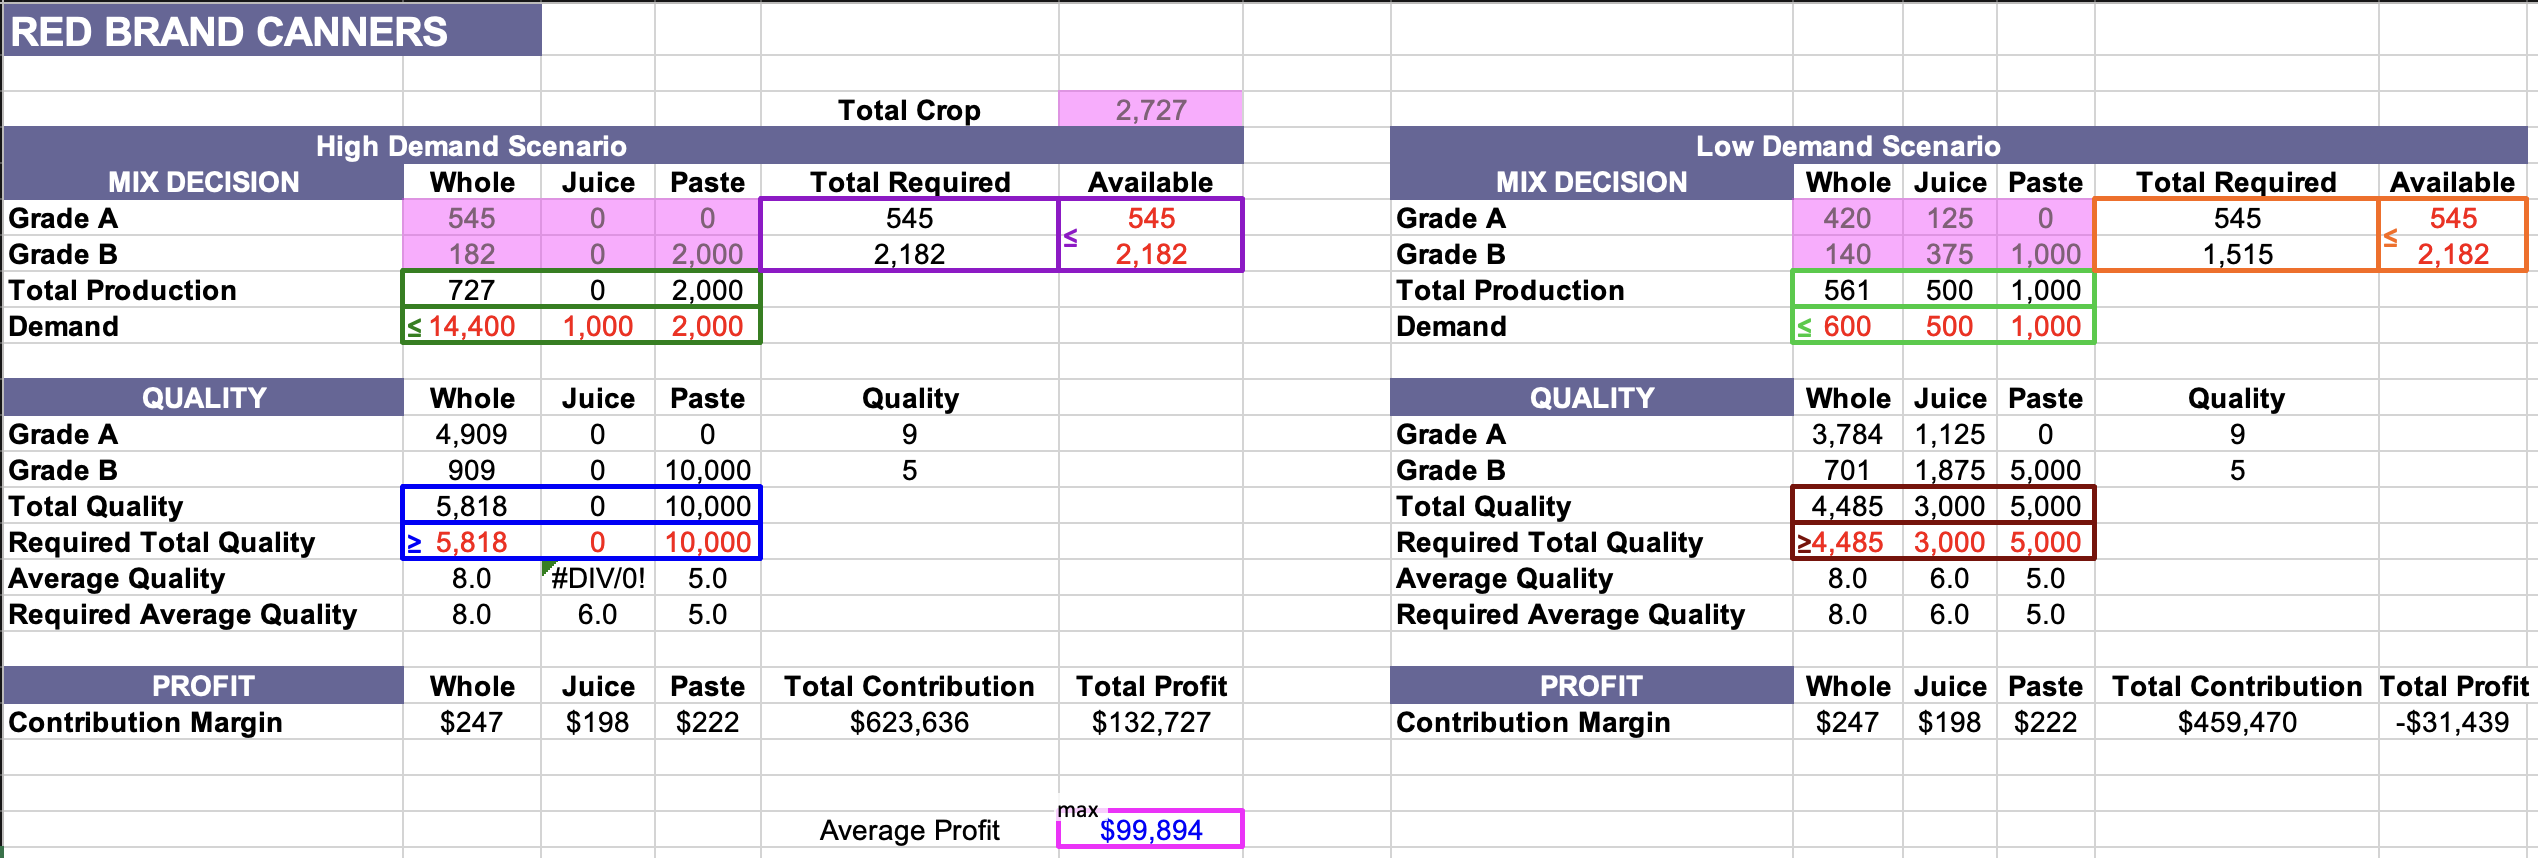 RED BRAND CANNERS
Total Crop 2,727
High Demand Scenario Low Demand Scenario
MIX DECISION Whole Juice Paste Total Required Available MIX DECISION Whole Juice Paste Total Required Available
Grade A 545 0 0 545 ≤ 545 Grade A 420 125 0 545 ≤ 545
Grade B 182 0 2,000 2,182 2,182 Grade B 140 375 1,000 1,515 2,182
Total Production 727 0 2,000 Total Production 561 500 1,000
Demand ≤ 14,400 1,000 2,000 Demand ≤ 600 500 1,000
QUALITY Whole Juice Paste Quality QUALITY Whole Juice Paste Quality
Grade A 4,909 0 0 9 Grade A 3,784 1,125 0 9
Grade B 909 0 10,000 5 Grade B 701 1,875 5,000 5
Total Quality 5,818 0 10,000 Total Quality 4,485 3,000 5,000
Required Total Quality ≥ 5,818 0 10,000 Required Total Quality ≥4,485 3,000 5,000
Average Quality 8.0 #DIV/0! 5.0 Average Quality 8.0 6.0 5.0
Required Average Quality 8.0 6.0 5.0 Required Average Quality 8.0 6.0 5.0
PROFIT Whole Juice Paste Total Contribution Total Profit PROFIT Whole Juice Paste Total Contribution Total Profit
Contribution Margin $247 $198 $222 $623,636 $132,727 Contribution Margin $247 $198 $222 $459,470 -$31,439
max
Average Profit $99,894